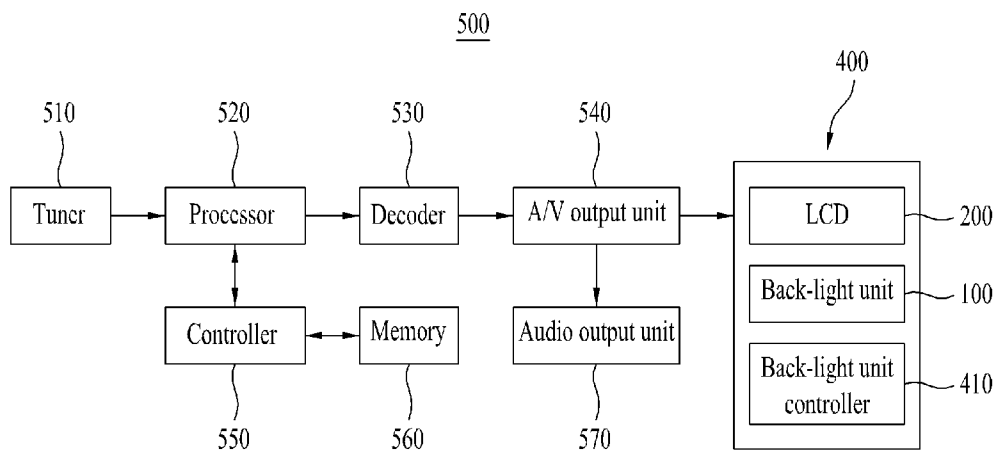 500
400
510
520
530
540
Tuner
Processor
Decoder
A/V output unit
LCD
200
Back-light unit
100
Controller
Memory
Audio output unit
Back-light unit
controller
410
550
560
570